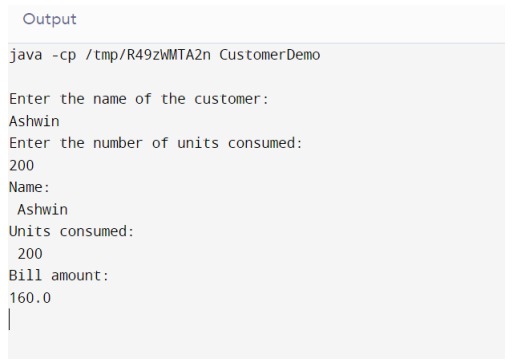 Output
java -cp /tmp/R49zWMTA2n CustomerDemo
Enter the name of the customer:
Ashwin
Enter the number of units consumed:
200
Name:
Ashwin
Units consumed:
200
Bill amount:
160.0